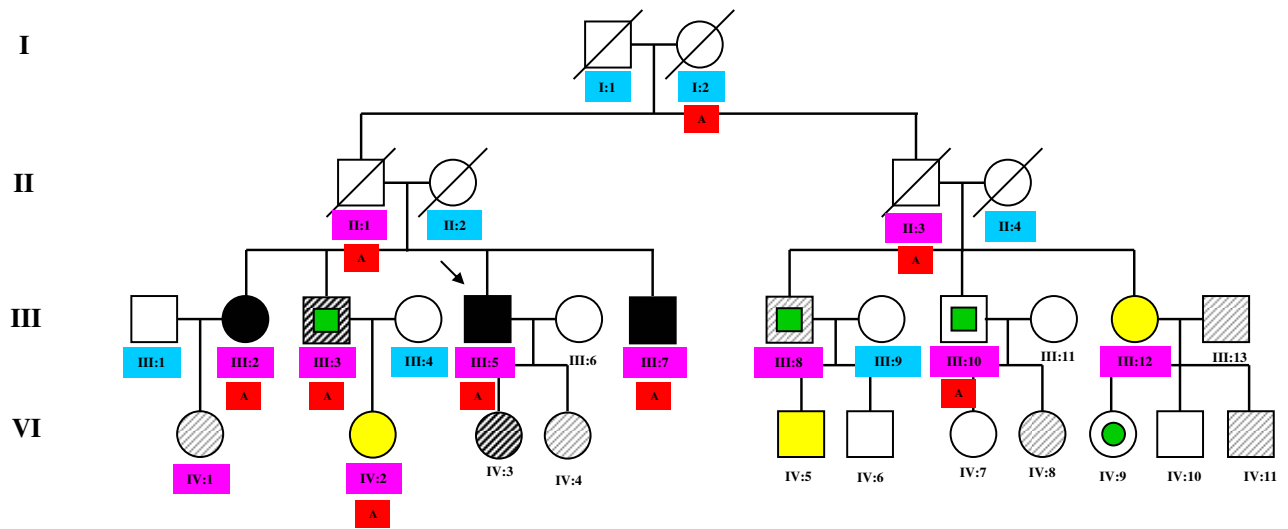 I
I:1 I:2
A
II
II:1 II:2 II:3 II:4
A A
III
III:1 III:2 III:3 III:4 III:5 III:6 III:7 III:8 III:9 III:10 III:11 III:12 III:13
A A A A A
VI
IV:1 IV:2 IV:3 IV:4 IV:5 IV:6 IV:7 IV:8 IV:9 IV:10 IV:11
A